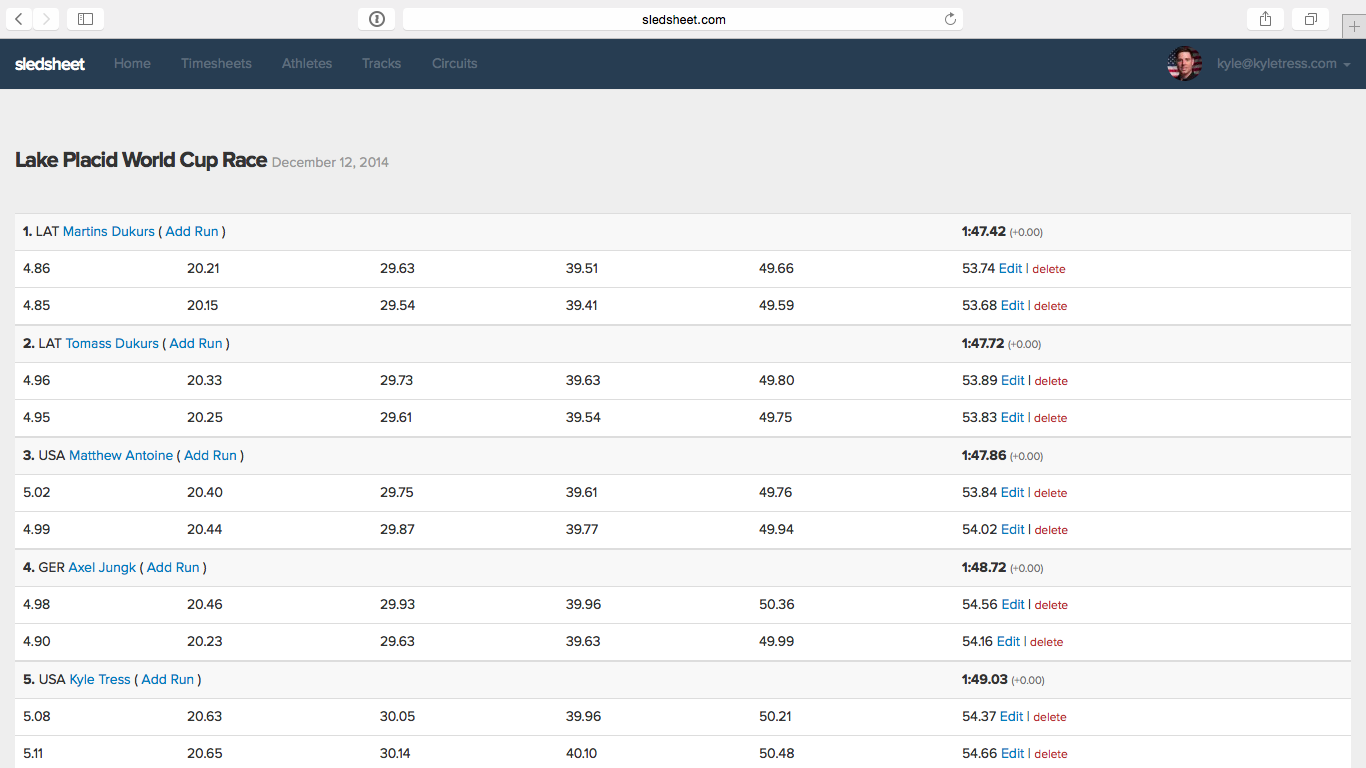 sledsheet.com
sledsheet Home Timesheets Athletes Tracks Circuits kyle@kyletress.com
Lake Placid World Cup Race December 12, 2014
1. LAT Martins Dukurs ( Add Run ) 1:47.42 (+0.00)
4.86 20.21 29.63 39.51 49.66 53.74 Edit | delete
4.85 20.15 29.54 39.41 49.59 53.68 Edit | delete
2. LAT Tomass Dukurs ( Add Run ) 1:47.72 (+0.00)
4.96 20.33 29.73 39.63 49.80 53.89 Edit | delete
4.95 20.25 29.61 39.54 49.75 53.83 Edit | delete
3. USA Matthew Antoine ( Add Run ) 1:47.86 (+0.00)
5.02 20.40 29.75 39.61 49.76 53.84 Edit | delete
4.99 20.44 29.87 39.77 49.94 54.02 Edit | delete
4. GER Axel Jungk ( Add Run ) 1:48.72 (+0.00)
4.98 20.46 29.93 39.96 50.36 54.56 Edit | delete
4.90 20.23 29.63 39.63 49.99 54.16 Edit | delete
5. USA Kyle Tress ( Add Run ) 1:49.03 (+0.00)
5.08 20.63 30.05 39.96 50.21 54.37 Edit | delete
5.11 20.65 30.14 40.10 50.48 54.66 Edit | delete